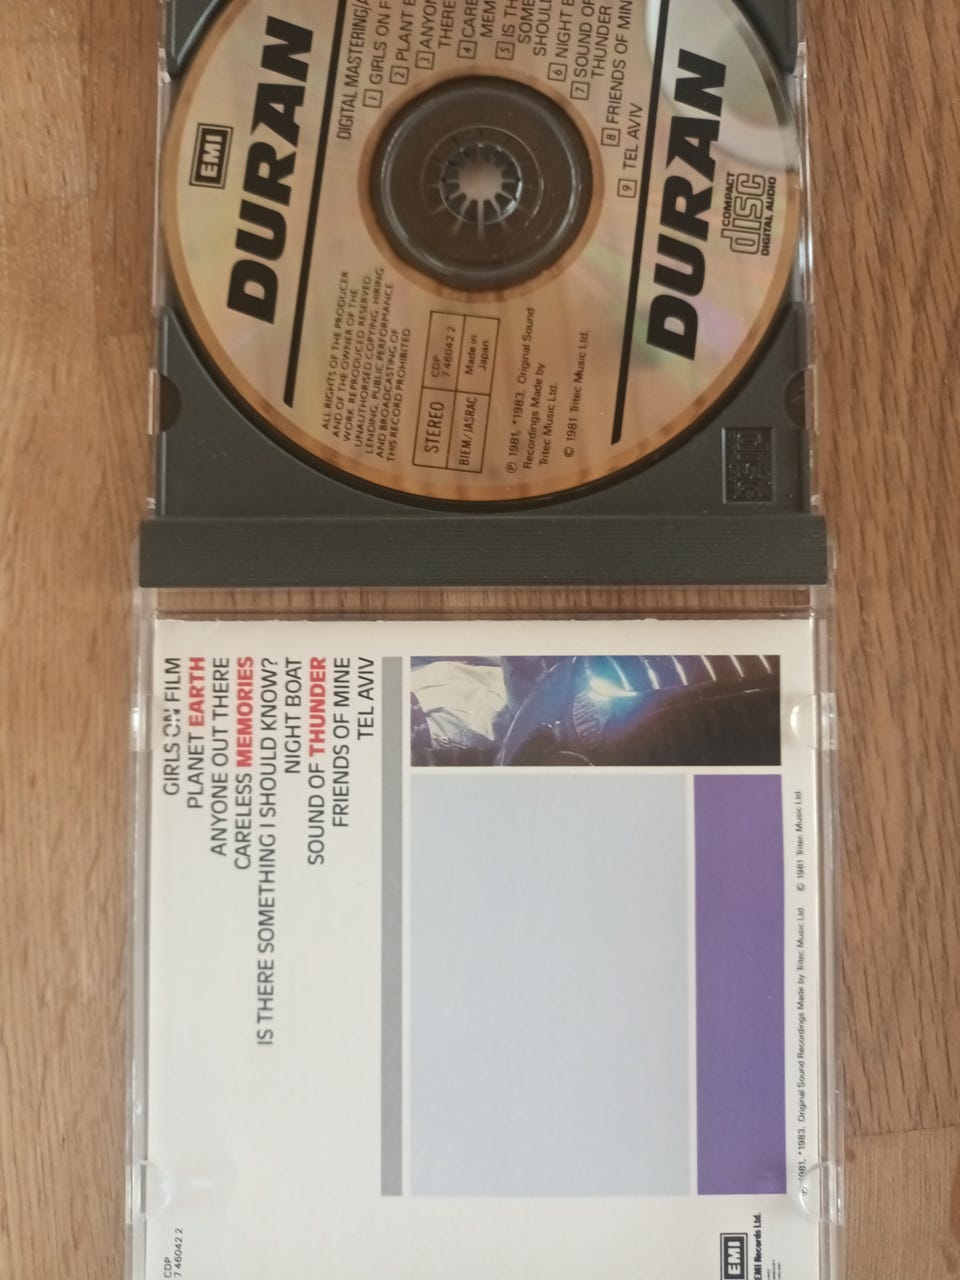 EMI
DURAN
DIGITAL MASTERING/
1 GIRLS ON F
2 PLANT E
3 ANYON
THERE
4 CARE
MEM
5 IS TH
SOME
SHOUL
6 NIGHT B
7 SOUND OF
THUNDER
8 FRIENDS OF MIN
9 TEL AVIV
ALL RIGHTS OF THE PRODUCER
AND OF THE OWNER OF THE
WORK REPRODUCED RESERVED.
UNAUTHORISED COPYING, HIRING,
LENDING, PUBLIC PERFORMANCE
AND BROADCASTING OF
THIS RECORD PROHIBITED
STEREO
CDP
7 46042 2
BIEM/JASRAC
Made in
Japan
℗ 1981, *1983. Original Sound
Recordings Made by
Tritec Music Ltd.
© 1981 Tritec Music Ltd.
DURAN
COMPACT
disc
DIGITAL AUDIO
GIRLS ON FILM
PLANET EARTH
ANYONE OUT THERE
CARELESS MEMORIES
IS THERE SOMETHING I SHOULD KNOW?
NIGHT BOAT
SOUND OF THUNDER
FRIENDS OF MINE
TEL AVIV
℗ 1981, *1983. Original Sound Recordings Made by Tritec Music Ltd. © 1981 Tritec Music Ltd
CDP
7 46042 2
EMI
EMI Records Ltd.